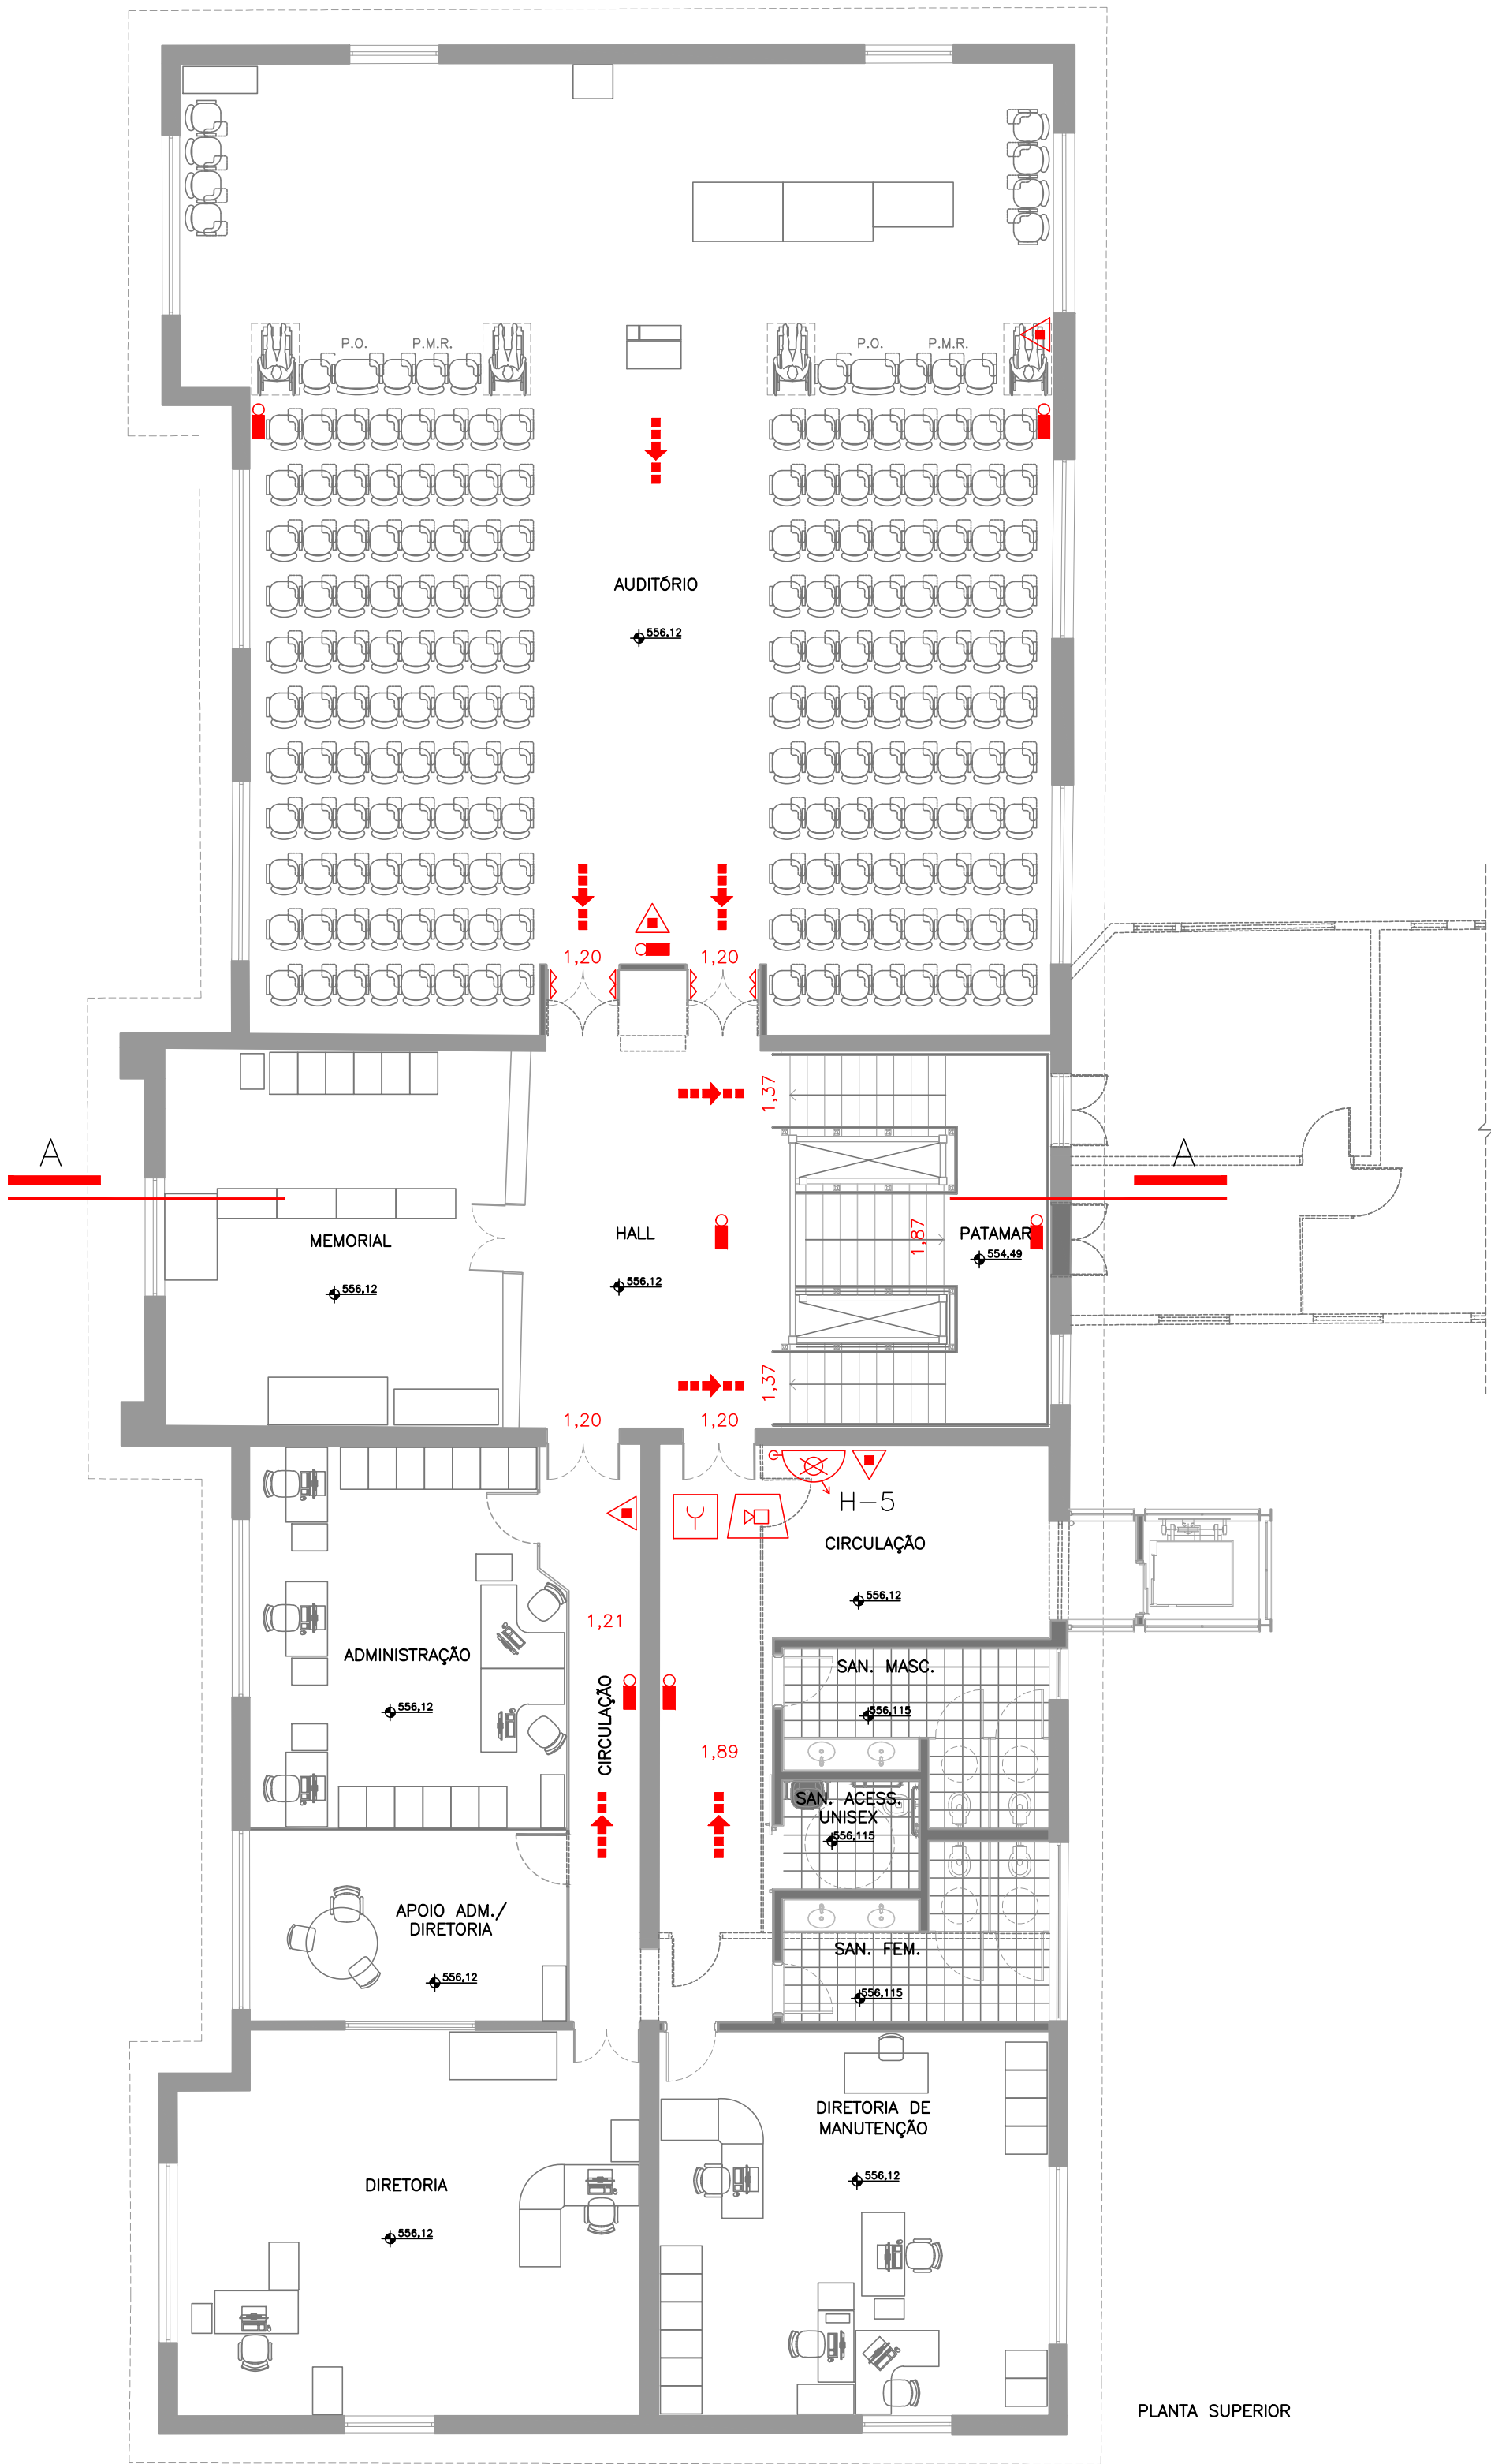 P.O. P.M.R. P.O. P.M.R.
AUDITÓRIO
556,12
1,20 1,20
1,37
A A
1,87
MEMORIAL
556,12
HALL
556,12
PATAMAR
554,49
1,37
1,20 1,20
H-5
CIRCULAÇÃO
556,12
1,21
ADMINISTRAÇÃO
556,12
CIRCULAÇÃO
SAN. MASC.
556,115
1,89
SAN. ACESS.
UNISEX
556,115
APOIO ADM./
DIRETORIA
556,12
SAN. FEM.
556,115
DIRETORIA DE
MANUTENÇÃO
556,12
DIRETORIA
556,12
PLANTA SUPERIOR